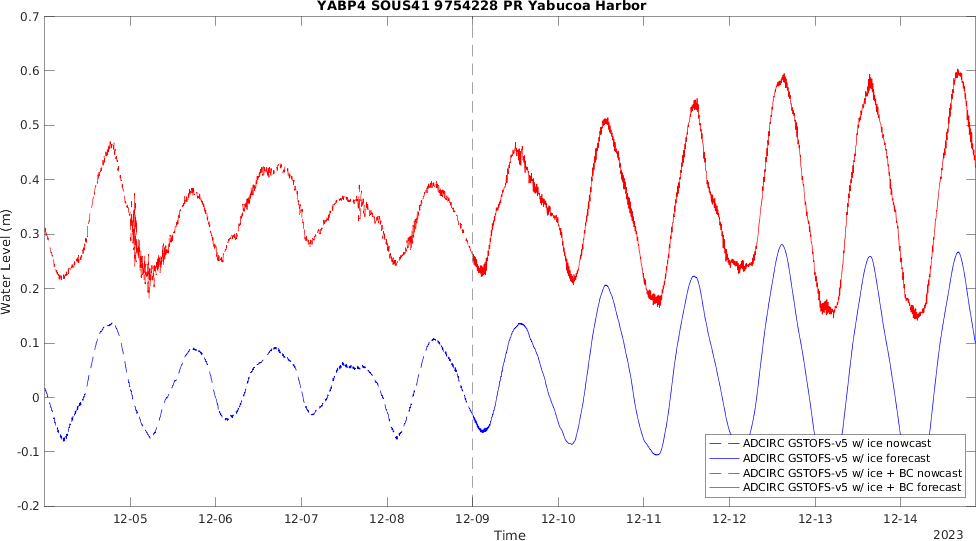 YABP4 SOUS41 9754228 PR Yabucoa Harbor
0.7
0.6
0.5
0.4
0.3
0.2
0.1
0
-0.1
-0.2
Water Level (m)
12-05 12-06 12-07 12-08 12-09 12-10 12-11 12-12 12-13 12-14
Time
2023
ADCIRC GSTOFS-v5 w/ ice nowcast
ADCIRC GSTOFS-v5 w/ ice forecast
ADCIRC GSTOFS-v5 w/ ice + BC nowcast
ADCIRC GSTOFS-v5 w/ ice + BC forecast